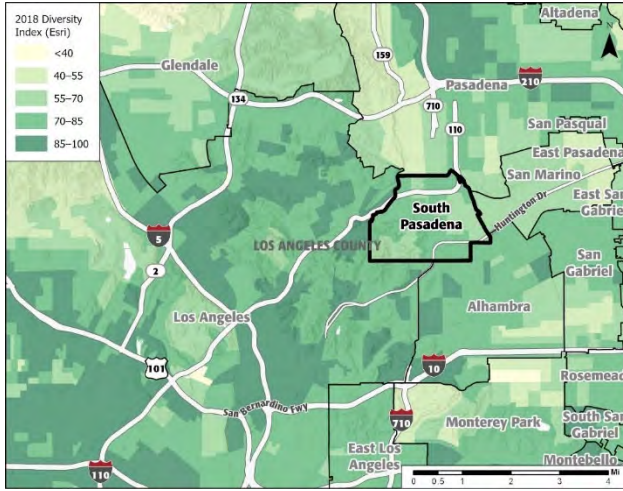 2018 Diversity
Index (Esri)
<40
40–55
55–70
70–85
85–100
Altadena
N
Glendale
159
134
710
Pasadena
210
110
San Pasqual
East Pasadena
San Marino
South
Pasadena
Huntington Dr
East San
Gabriel
5
LOS ANGELES COUNTY
San
Gabriel
2
Los Angeles
Alhambra
101
10
Rosemead
San Bernardino Fwy
710
Monterey Park
South San
Gabriel
East Los
Angeles
Montebello
110
Mi
0 0.5 1 2 3 4